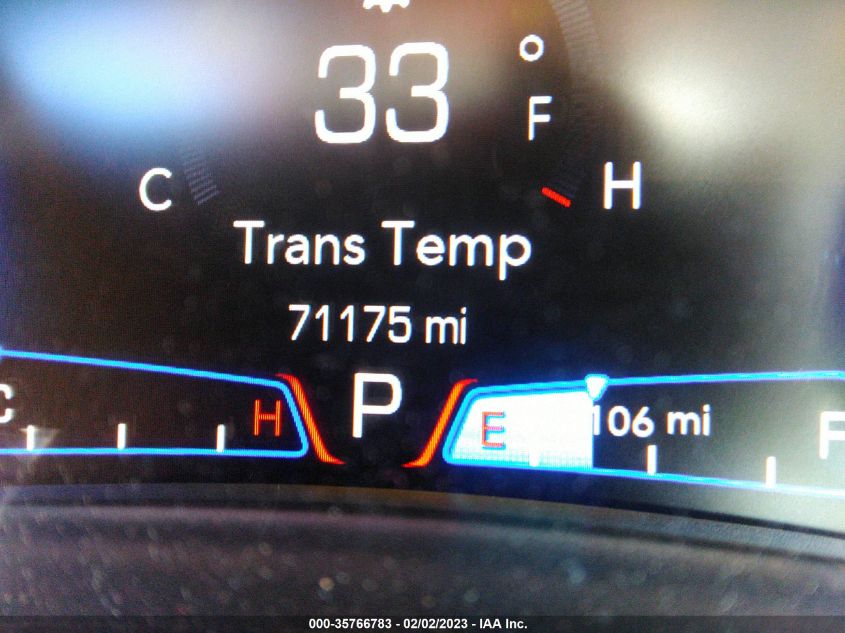 33 °F
C H
Trans Temp
71175 mi
C H P E 106 mi F
000-35766783 - 02/02/2023 - IAA Inc.